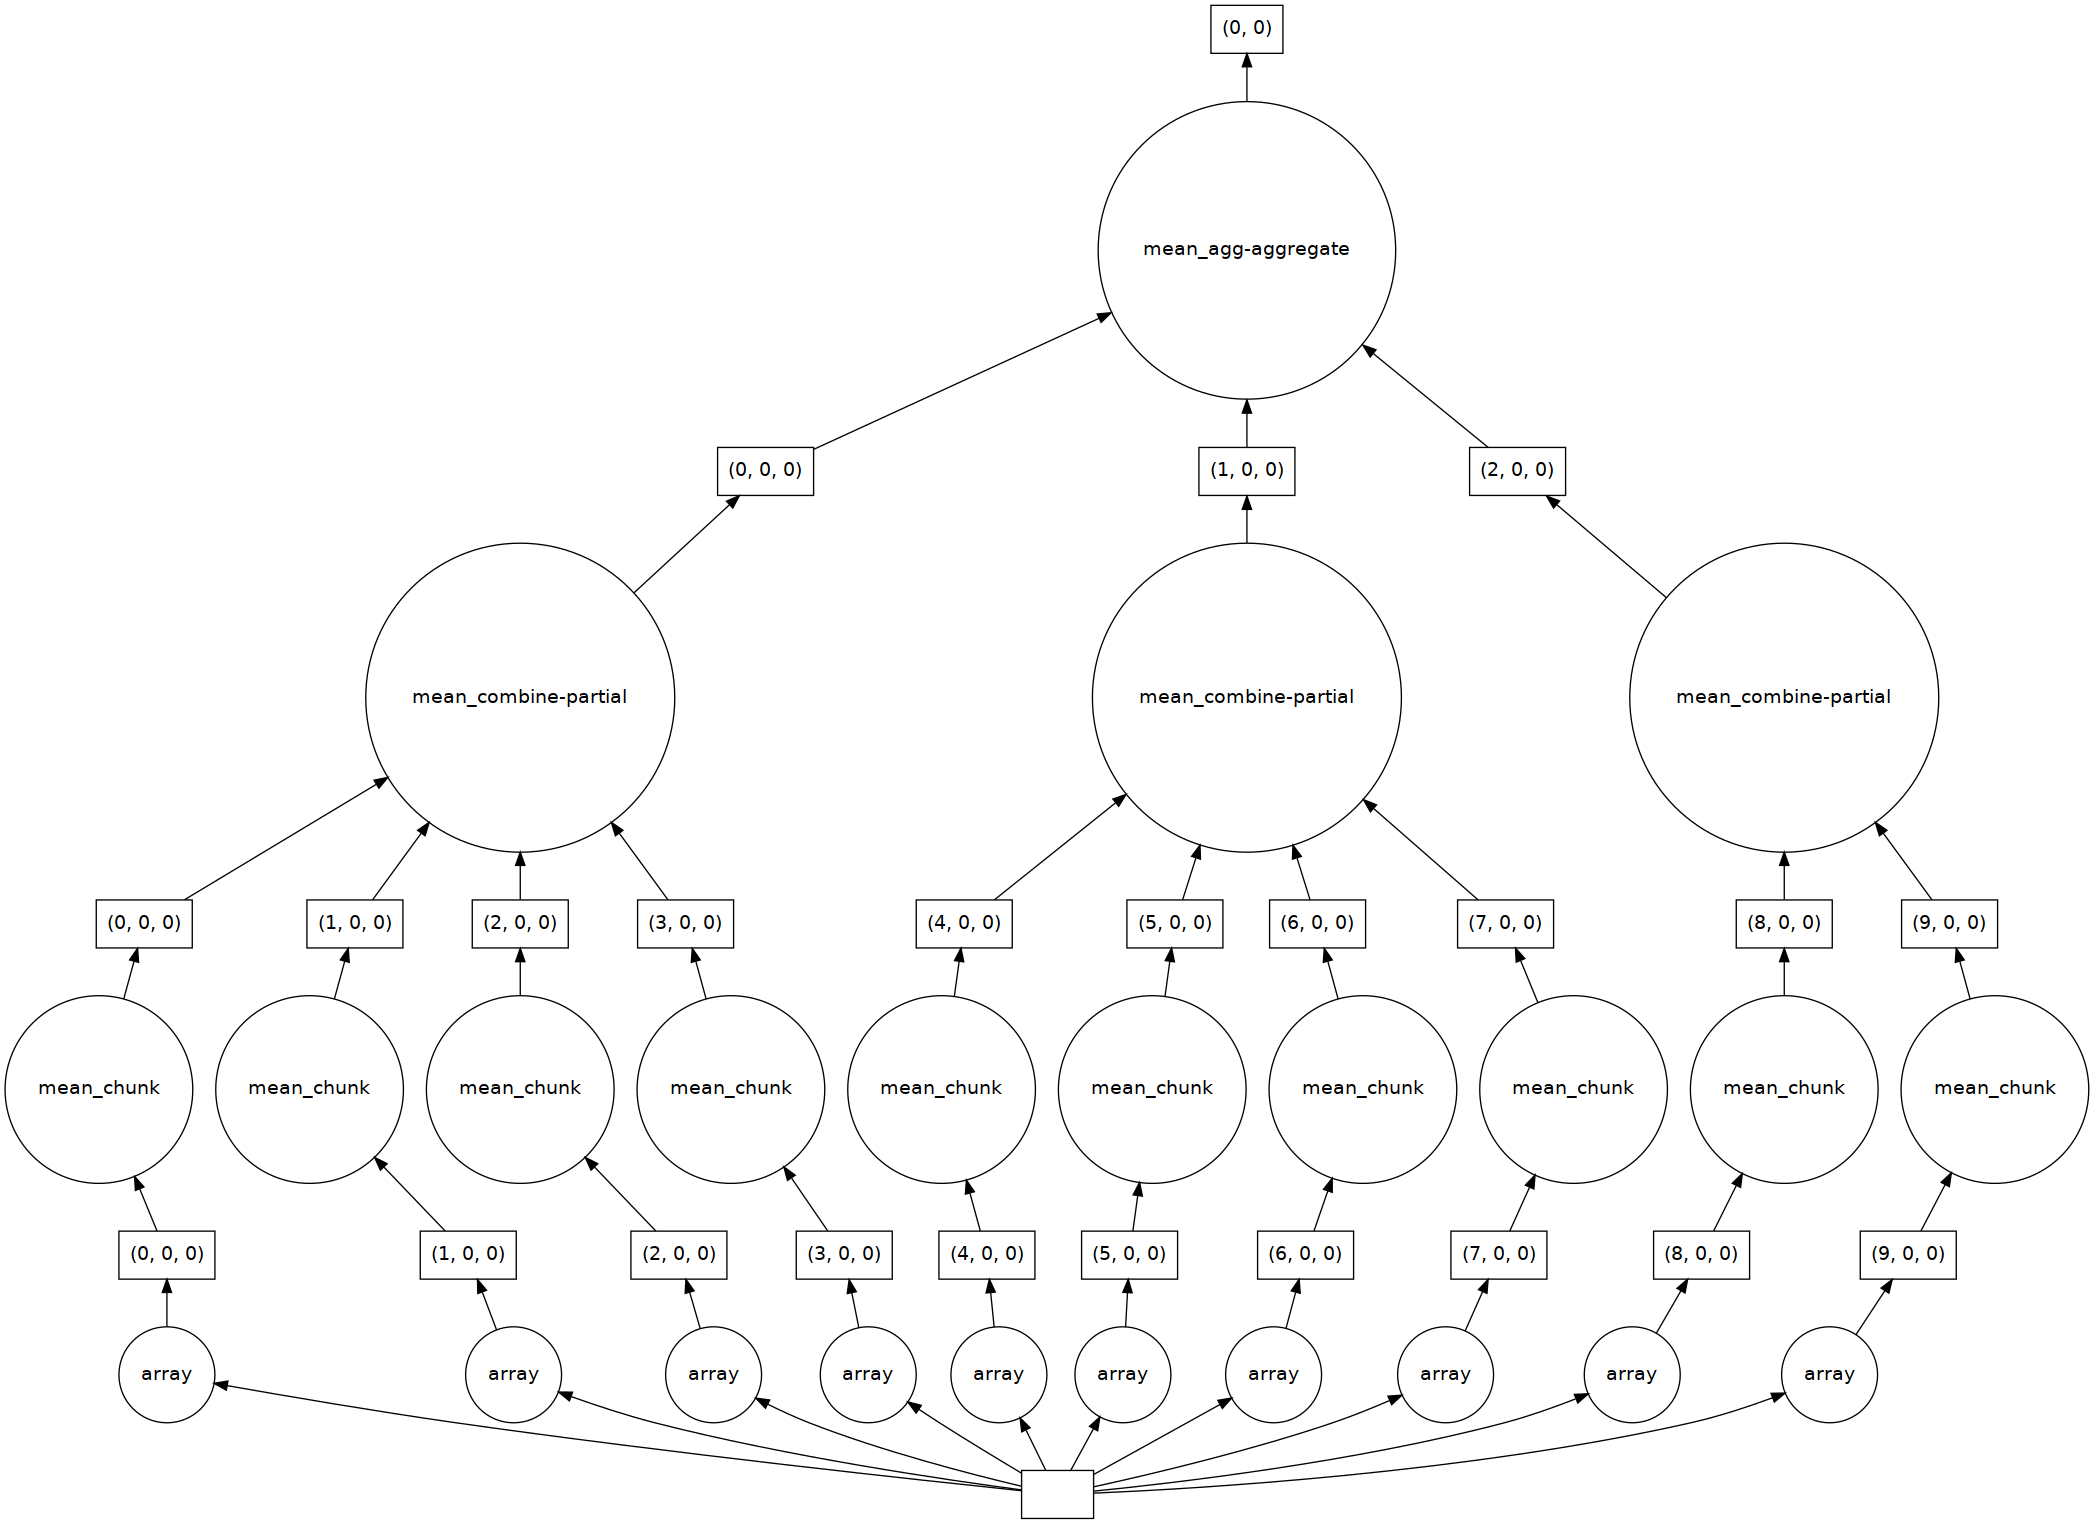 (0, 0)
mean_agg-aggregate
(0, 0, 0)
(1, 0, 0)
(2, 0, 0)
mean_combine-partial
mean_combine-partial
mean_combine-partial
(0, 0, 0)
(1, 0, 0)
(2, 0, 0)
(3, 0, 0)
(4, 0, 0)
(5, 0, 0)
(6, 0, 0)
(7, 0, 0)
(8, 0, 0)
(9, 0, 0)
mean_chunk
mean_chunk
mean_chunk
mean_chunk
mean_chunk
mean_chunk
mean_chunk
mean_chunk
mean_chunk
mean_chunk
(0, 0, 0)
(1, 0, 0)
(2, 0, 0)
(3, 0, 0)
(4, 0, 0)
(5, 0, 0)
(6, 0, 0)
(7, 0, 0)
(8, 0, 0)
(9, 0, 0)
array
array
array
array
array
array
array
array
array
array